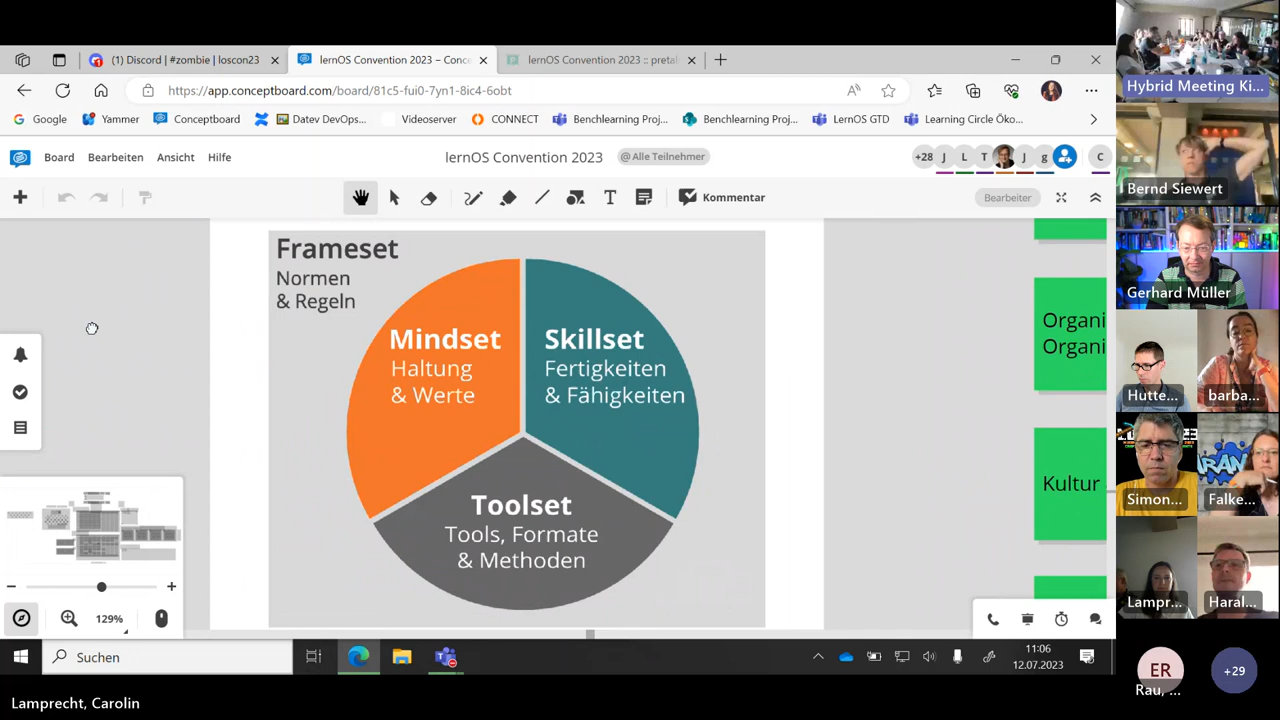 (1) Discord | #zombie | loscon23
lernOS Convention 2023 – Conce
lernOS Convention 2023 :: pretal
https://app.conceptboard.com/board/81c5-fui0-7yn1-8ic4-6obt
Google
Yammer
Conceptboard
Datev DevOps...
Videoserver
CONNECT
Benchlearning Proj...
Benchlearning Proj...
LernOS GTD
Learning Circle Öko...
Board
Bearbeiten
Ansicht
Hilfe
lernOS Convention 2023
@ Alle Teilnehmer
+28
J
L
T
J
g
C
T
Kommentar
Bearbeiter
Frameset
Normen
& Regeln
Mindset
Haltung
& Werte
Skillset
Fertigkeiten
& Fähigkeiten
Toolset
Tools, Formate
& Methoden
Organi
Organi
Kultur
129%
Suchen
11:06
12.07.2023
Lamprecht, Carolin
Hybrid Meeting Ki...
Bernd Siewert
Gerhard Müller
Hutte...
barba...
Simon...
Falke...
Lampr...
Haral...
ER
Rau, ...
+29